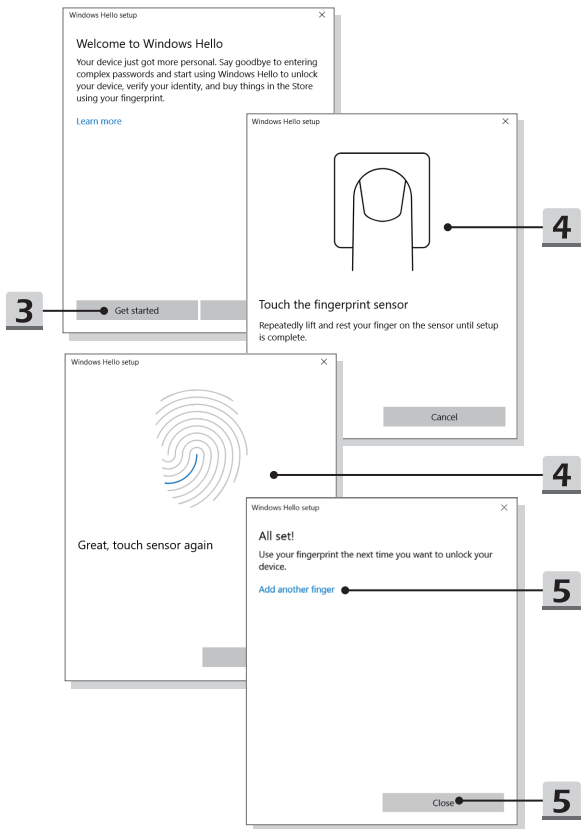 Windows Hello setup
Welcome to Windows Hello
Your device just got more personal. Say goodbye to entering
complex passwords and start using Windows Hello to unlock
your device, verify your identity, and buy things in the Store
using your fingerprint.
Learn more
3
Get started
Windows Hello setup
4
Touch the fingerprint sensor
Repeatedly lift and rest your finger on the sensor until setup
is complete.
Cancel
Windows Hello setup
4
Great, touch sensor again
Windows Hello setup
All set!
Use your fingerprint the next time you want to unlock your
device.
Add another finger
5
Close
5